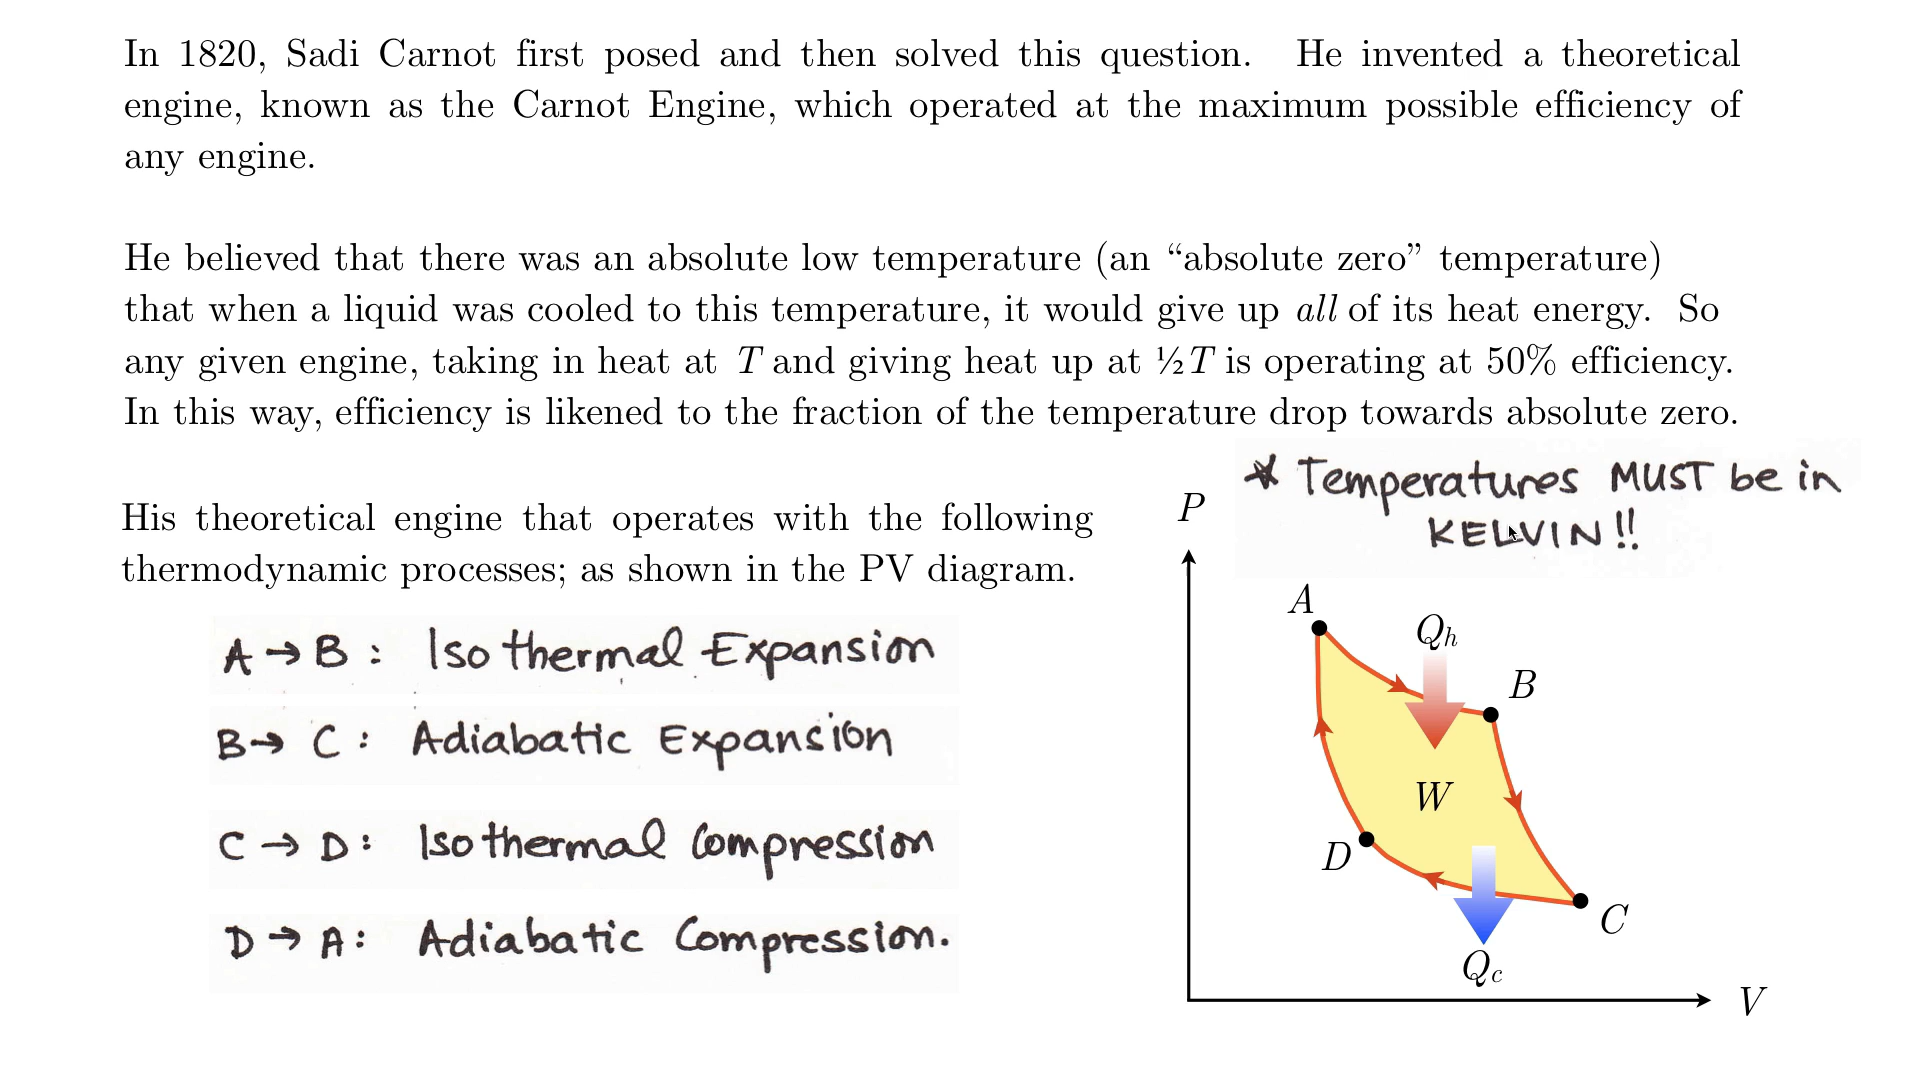 In 1820, Sadi Carnot first posed and then solved this question. He invented a theoretical
engine, known as the Carnot Engine, which operated at the maximum possible efficiency of
any engine.
He believed that there was an absolute low temperature (an “absolute zero” temperature)
that when a liquid was cooled to this temperature, it would give up all of its heat energy. So
any given engine, taking in heat at T and giving heat up at ½T is operating at 50% efficiency.
In this way, efficiency is likened to the fraction of the temperature drop towards absolute zero.
* Temperatures MUST be in
KELVIN!!
His theoretical engine that operates with the following
thermodynamic processes; as shown in the PV diagram.
A → B : Isothermal Expansion
B → C : Adiabatic Expansion
C → D : Isothermal Compression
D → A : Adiabatic Compression.
P
A
Qh
B
W
D
C
Qc
V